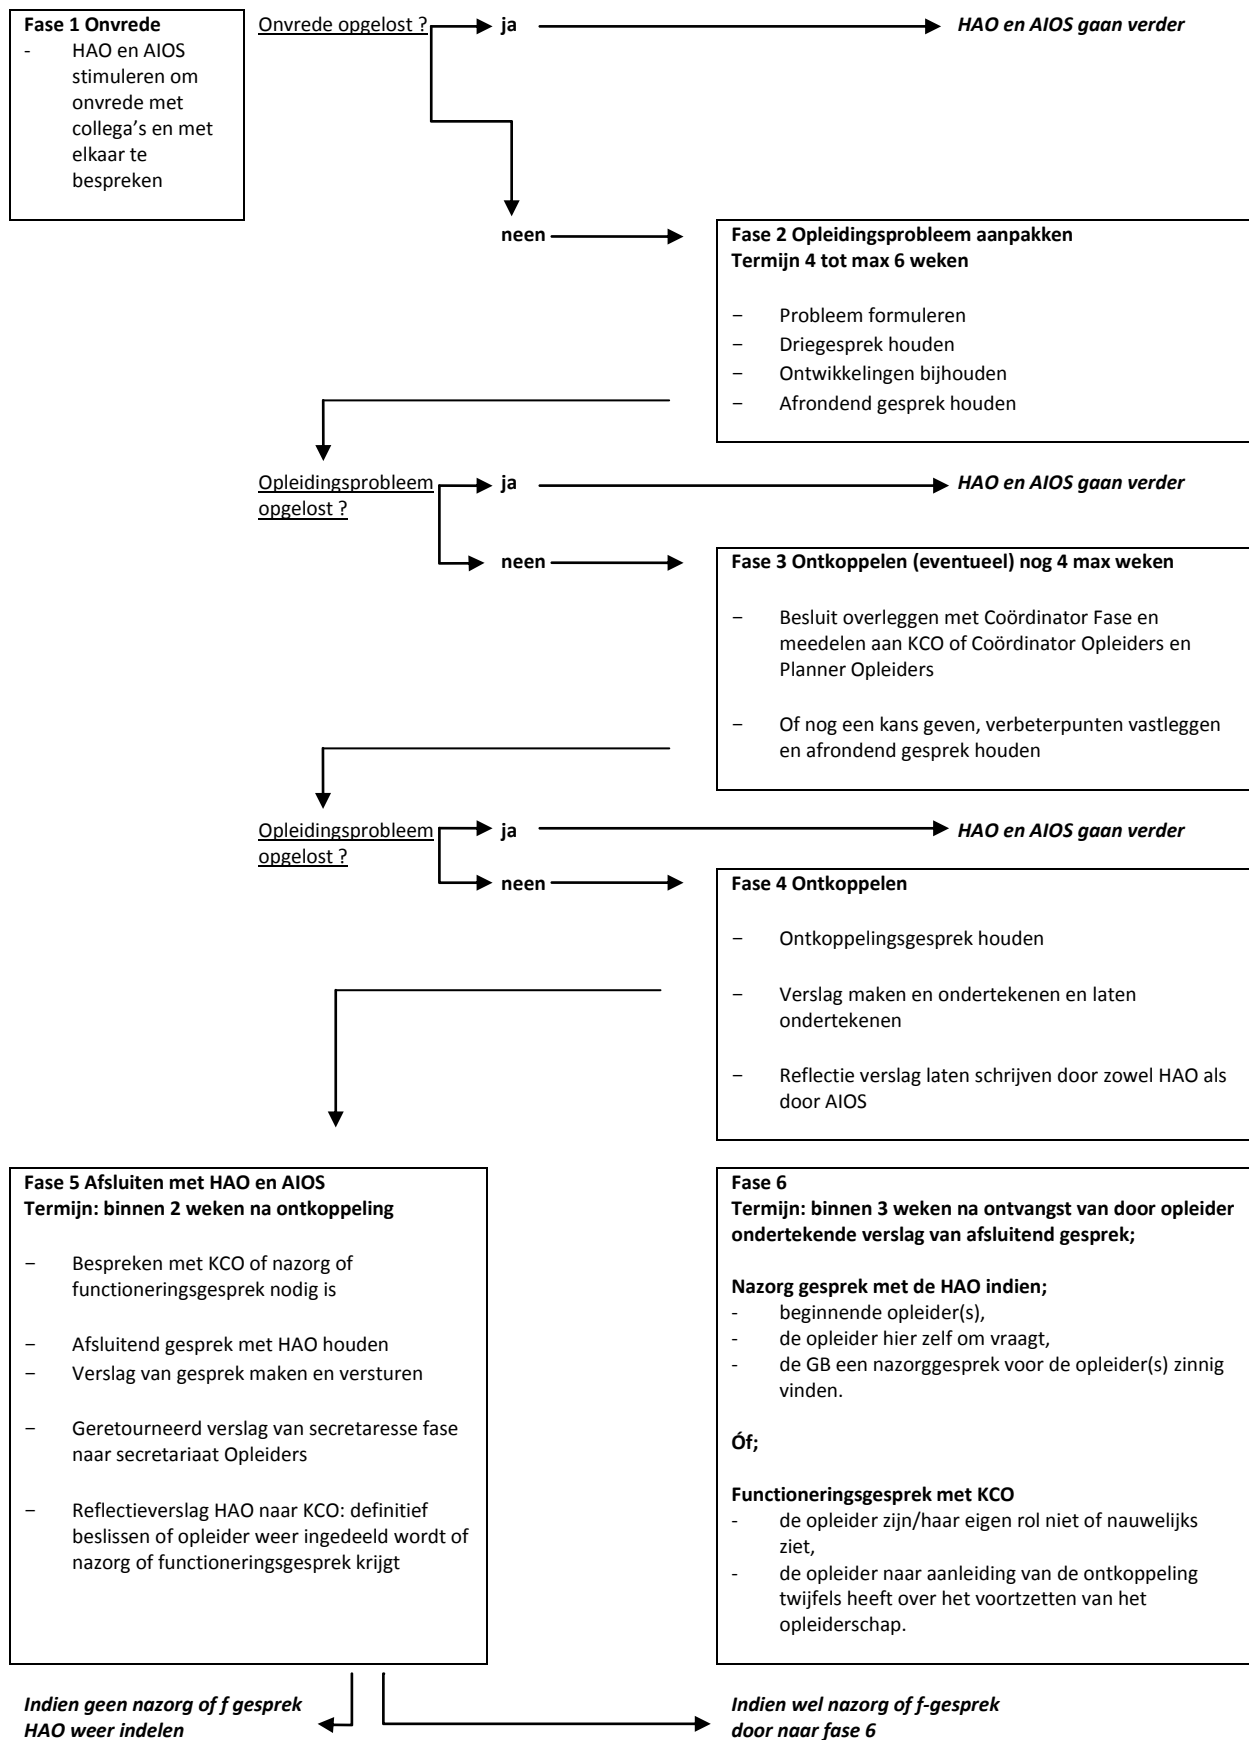 Fase 1 Onvrede
- HAO en AIOS
stimuleren om
onvrede met
collega's en met
elkaar te
bespreken
Onvrede opgelost ?
ja
HAO en AIOS gaan verder
neen
Fase 2 Opleidingsprobleem aanpakken
Termijn 4 tot max 6 weken
– Probleem formuleren
– Driegesprek houden
– Ontwikkelingen bijhouden
– Afrondend gesprek houden
Opleidingsprobleem
opgelost ?
ja
HAO en AIOS gaan verder
neen
Fase 3 Ontkoppelen (eventueel) nog 4 max weken
– Besluit overleggen met Coördinator Fase en
meedelen aan KCO of Coördinator Opleiders en
Planner Opleiders
– Of nog een kans geven, verbeterpunten vastleggen
en afrondend gesprek houden
Opleidingsprobleem
opgelost ?
ja
HAO en AIOS gaan verder
neen
Fase 4 Ontkoppelen
– Ontkoppelingsgesprek houden
– Verslag maken en ondertekenen en laten
ondertekenen
– Reflectie verslag laten schrijven door zowel HAO als
door AIOS
Fase 5 Afsluiten met HAO en AIOS
Termijn: binnen 2 weken na ontkoppeling
– Bespreken met KCO of nazorg of
functioneringsgesprek nodig is
– Afsluitend gesprek met HAO houden
– Verslag van gesprek maken en versturen
– Geretourneerd verslag van secretaresse fase
naar secretariaat Opleiders
– Reflectieverslag HAO naar KCO: definitief
beslissen of opleider weer ingedeeld wordt of
nazorg of functioneringsgesprek krijgt
Fase 6
Termijn: binnen 3 weken na ontvangst van door opleider
ondertekende verslag van afsluitend gesprek;
Nazorg gesprek met de HAO indien;
- beginnende opleider(s),
- de opleider hier zelf om vraagt,
- de GB een nazorggesprek voor de opleider(s) zinnig
vinden.
Óf;
Functioneringsgesprek met KCO
- de opleider zijn/haar eigen rol niet of nauwelijks
ziet,
- de opleider naar aanleiding van de ontkoppeling
twijfels heeft over het voortzetten van het
opleiderschap.
Indien geen nazorg of f gesprek
HAO weer indelen
Indien wel nazorg of f-gesprek
door naar fase 6